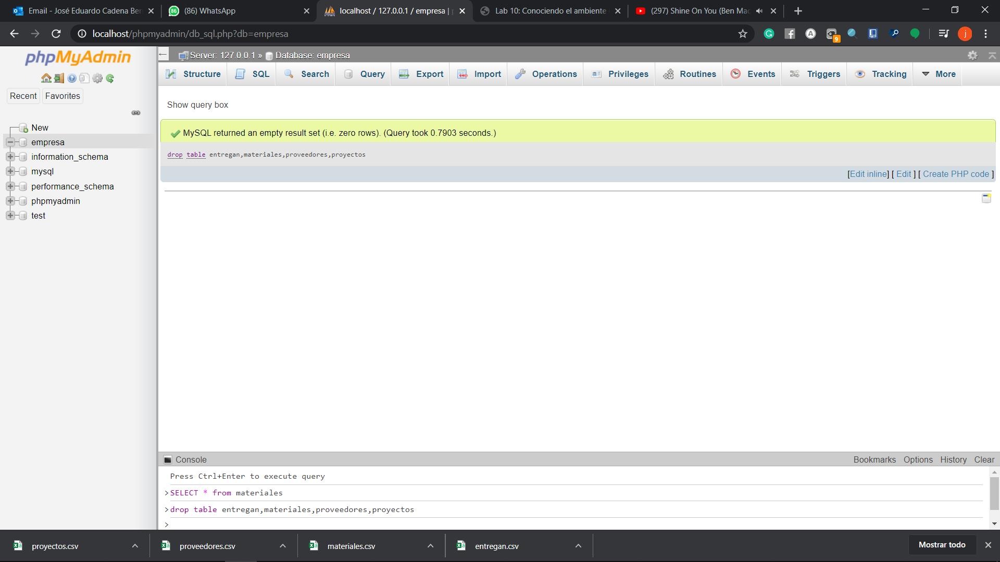 Email - José Eduardo Cadena Ber
(86) WhatsApp
localhost / 127.0.0.1 / empresa | p
Lab 10: Conociendo el ambiente
(297) Shine On You (Ben Mac
localhost/phpmyadmin/db_sql.php?db=empresa
9
j
phpMyAdmin
Recent
Favorites
New
empresa
information_schema
mysql
performance_schema
phpmyadmin
test
Server: 127.0.0.1 » Database: empresa
Structure
SQL
Search
Query
Export
Import
Operations
Privileges
Routines
Events
Triggers
Tracking
More
Show query box
MySQL returned an empty result set (i.e. zero rows). (Query took 0.7903 seconds.)
drop table entregan,materiales,proveedores,proyectos
[Edit inline] [ Edit ] [ Create PHP code ]
Console
Bookmarks Options History Clear
Press Ctrl+Enter to execute query
>SELECT * from materiales
>drop table entregan,materiales,proveedores,proyectos
>
proyectos.csv
proveedores.csv
materiales.csv
entregan.csv
Mostrar todo